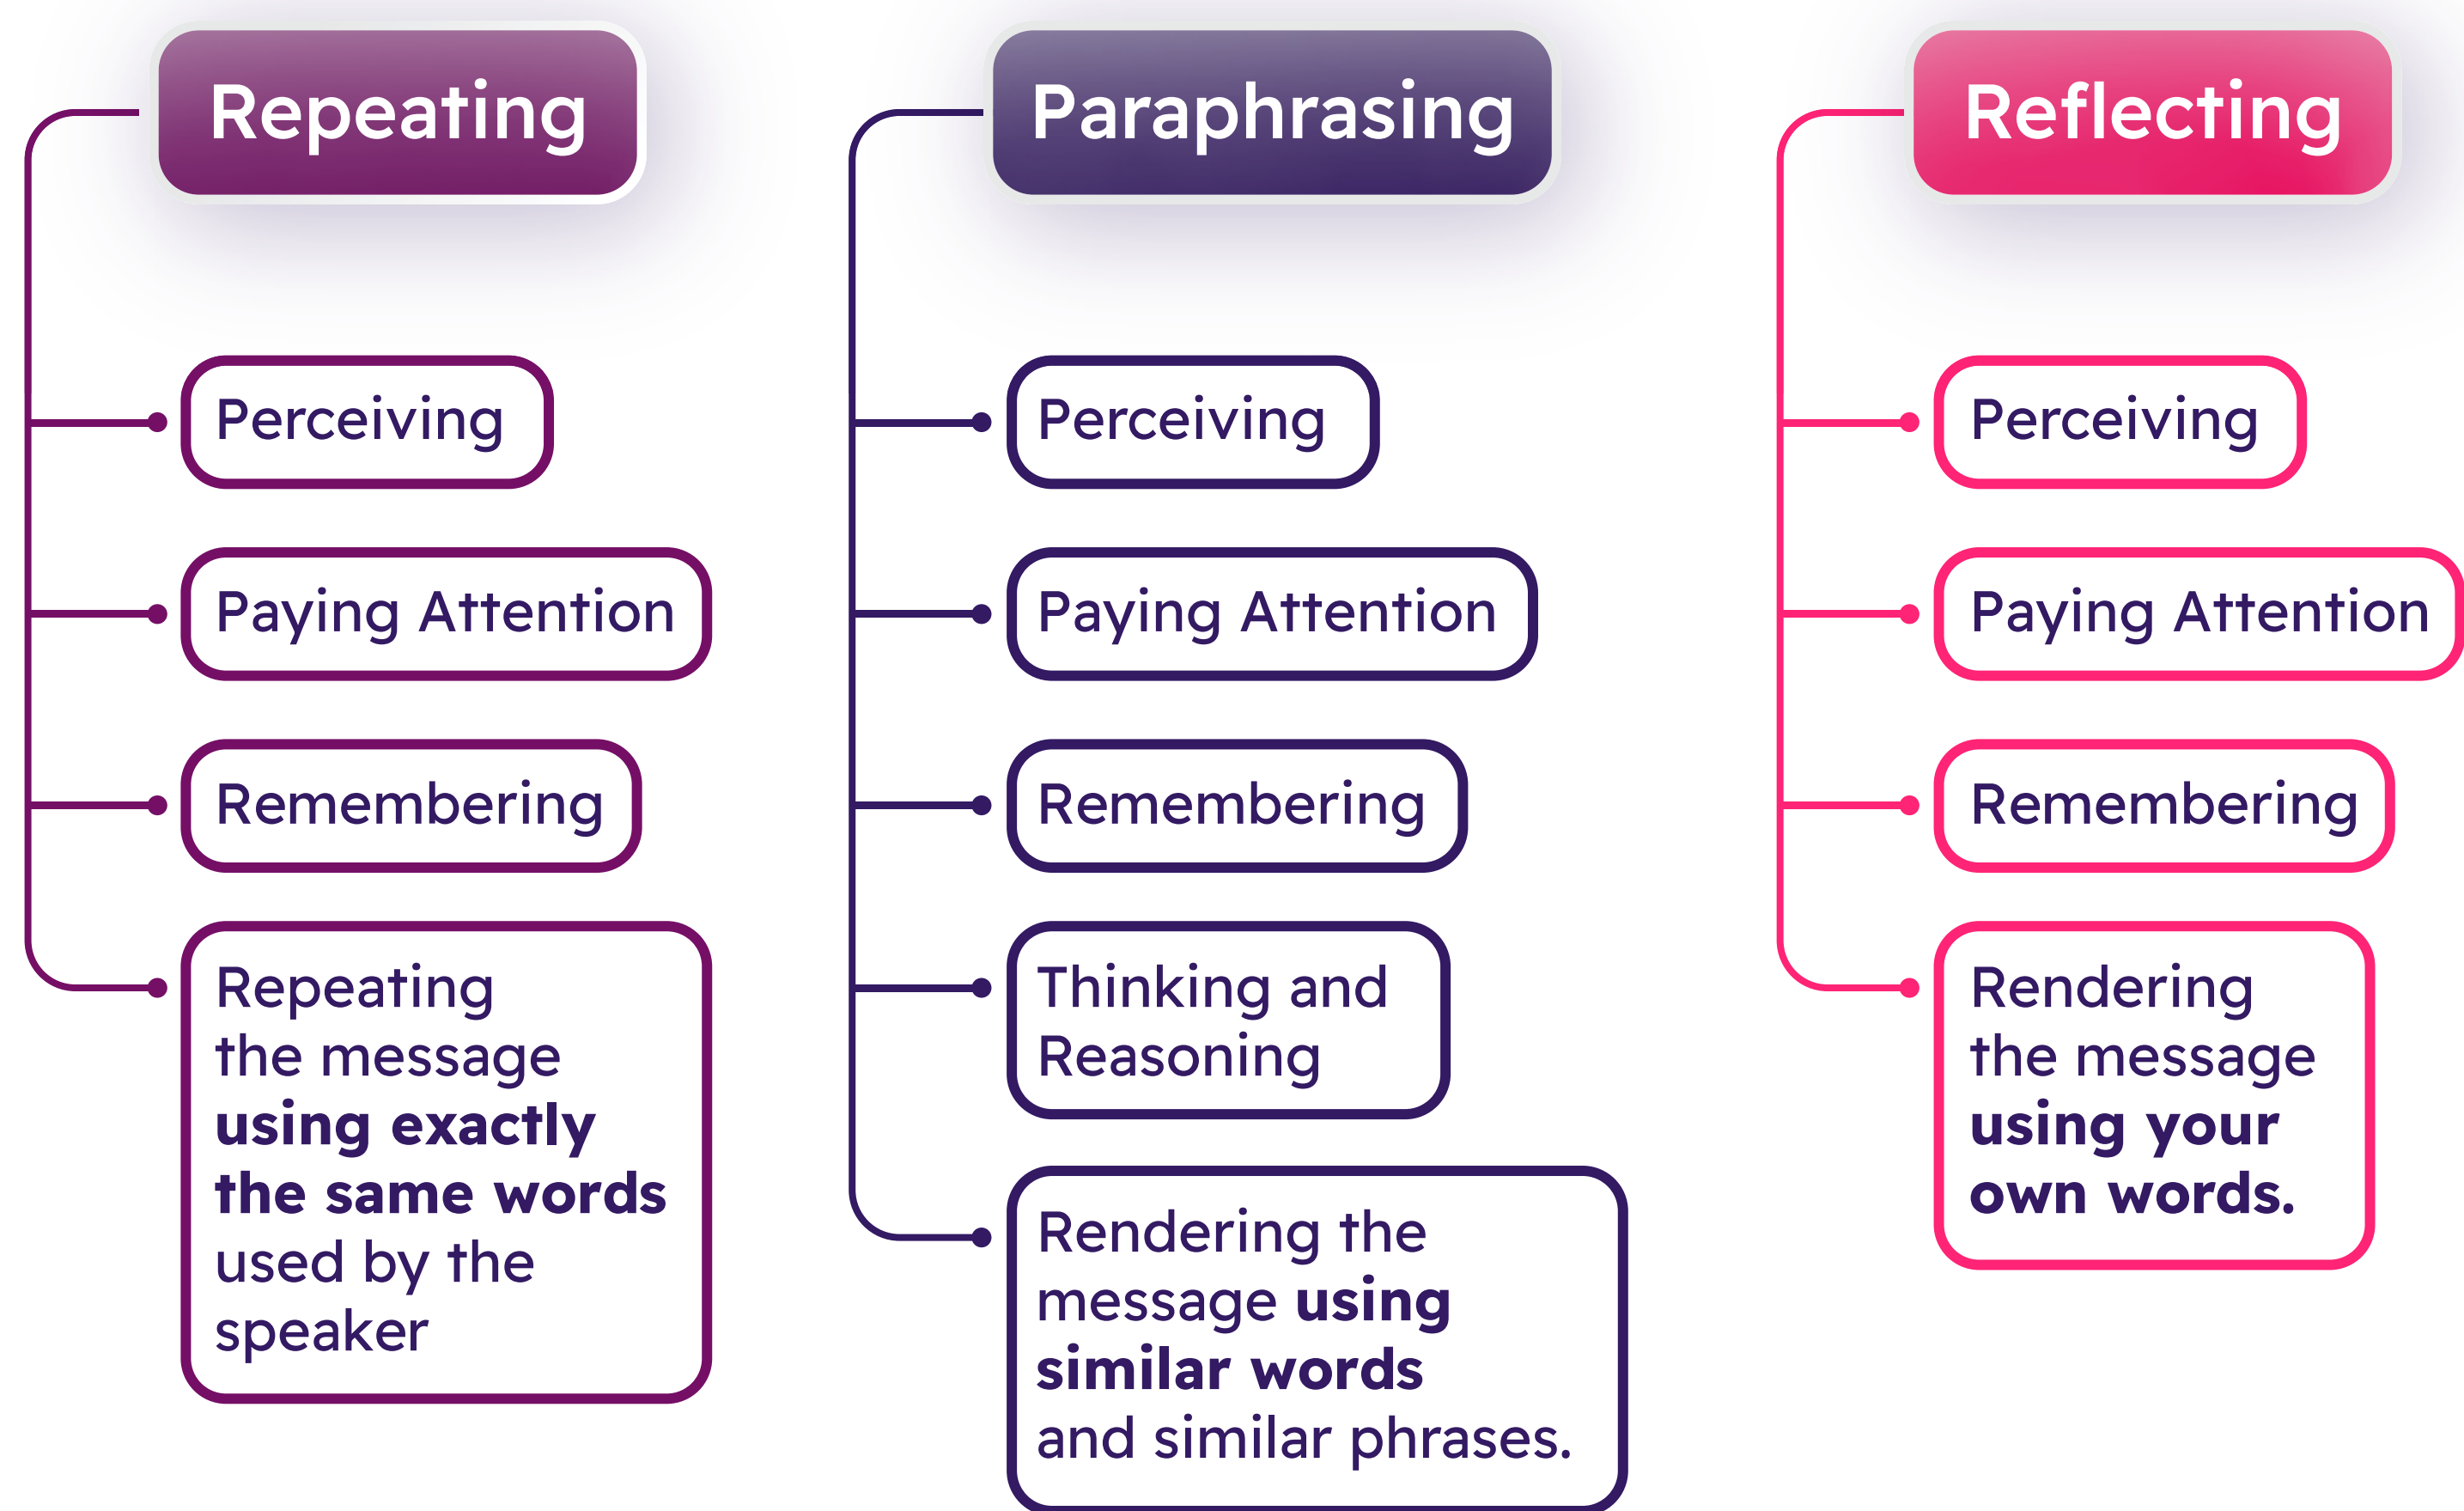 Repeating
Perceiving
Paying Attention
Remembering
Repeating
the message
using exactly
the same words
used by the
speaker
Paraphrasing
Perceiving
Paying Attention
Remembering
Thinking and
Reasoning
Rendering the
message using
similar words
and similar phrases.
Reflecting
Perceiving
Paying Attention
Remembering
Rendering
the message
using your
own words.